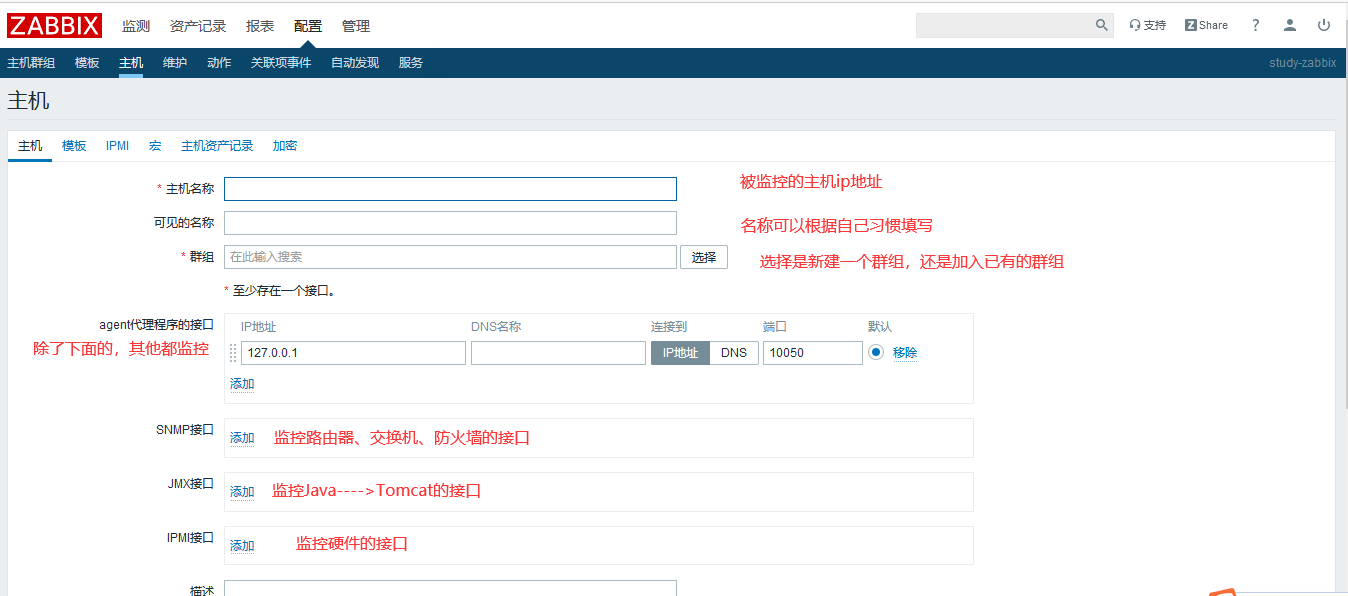 ZABBIX 监测 资产记录 报表 配置 管理 支持 Z Share ?
主机群组 模板 主机 维护 动作 关联项事件 自动发现 服务 study-zabbix
主机
主机 模板 IPMI 宏 主机资产记录 加密
* 主机名称 被监控的主机ip地址
可见的名称 名称可以根据自己习惯填写
* 群组 在此输入搜索 选择 选择是新建一个群组，还是加入已有的群组
* 至少存在一个接口。
agent代理程序的接口 IP地址 DNS名称 连接到 端口 默认
除了下面的，其他都监控 127.0.0.1 IP地址 DNS 10050 移除
添加
SNMP接口 添加 监控路由器、交换机、防火墙的接口
JMX接口 添加 监控Java---->Tomcat的接口
IPMI接口 添加 监控硬件的接口
描述